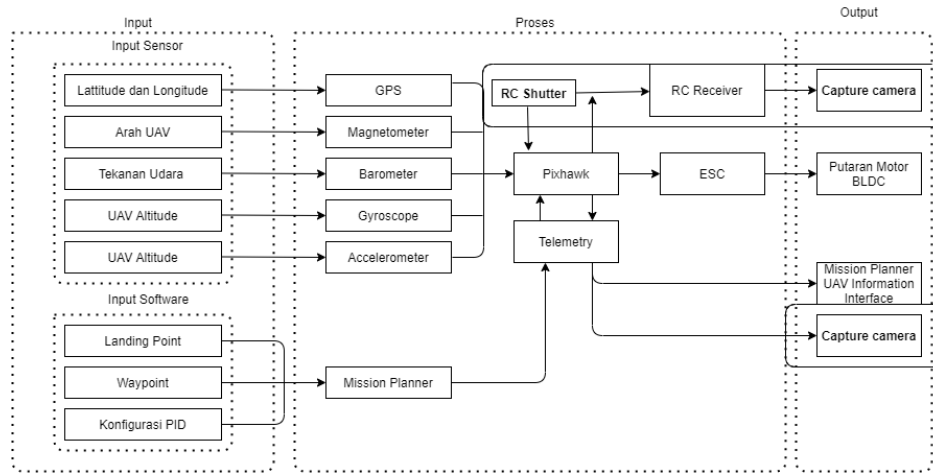 Input
Proses
Output
Input Sensor
Lattitude dan Longitude
GPS
RC Shutter
RC Receiver
Capture camera
Arah UAV
Magnetometer
Tekanan Udara
Barometer
Pixhawk
ESC
Putaran Motor
BLDC
UAV Altitude
Gyroscope
UAV Altitude
Accelerometer
Telemetry
Mission Planner
UAV Information
Interface
Input Software
Landing Point
Capture camera
Waypoint
Mission Planner
Konfigurasi PID